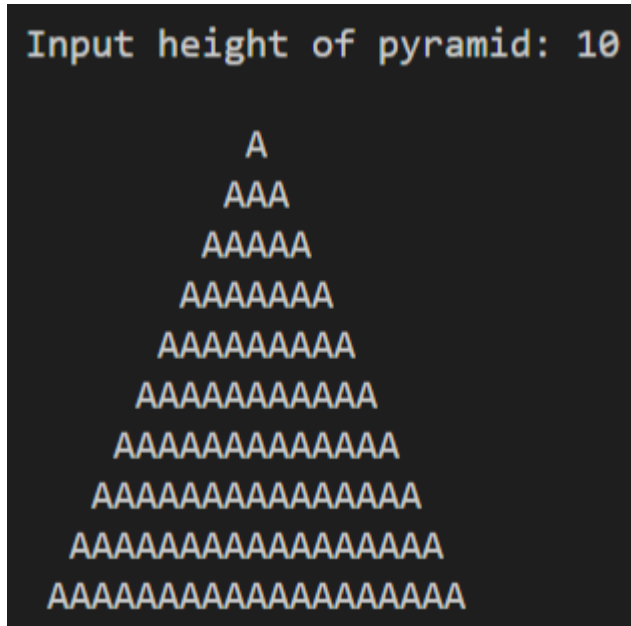 Input height of pyramid: 10
A
AAA
AAAAA
AAAAAAA
AAAAAAAAA
AAAAAAAAAAA
AAAAAAAAAAAAA
AAAAAAAAAAAAAAA
AAAAAAAAAAAAAAAAA
AAAAAAAAAAAAAAAAAAA